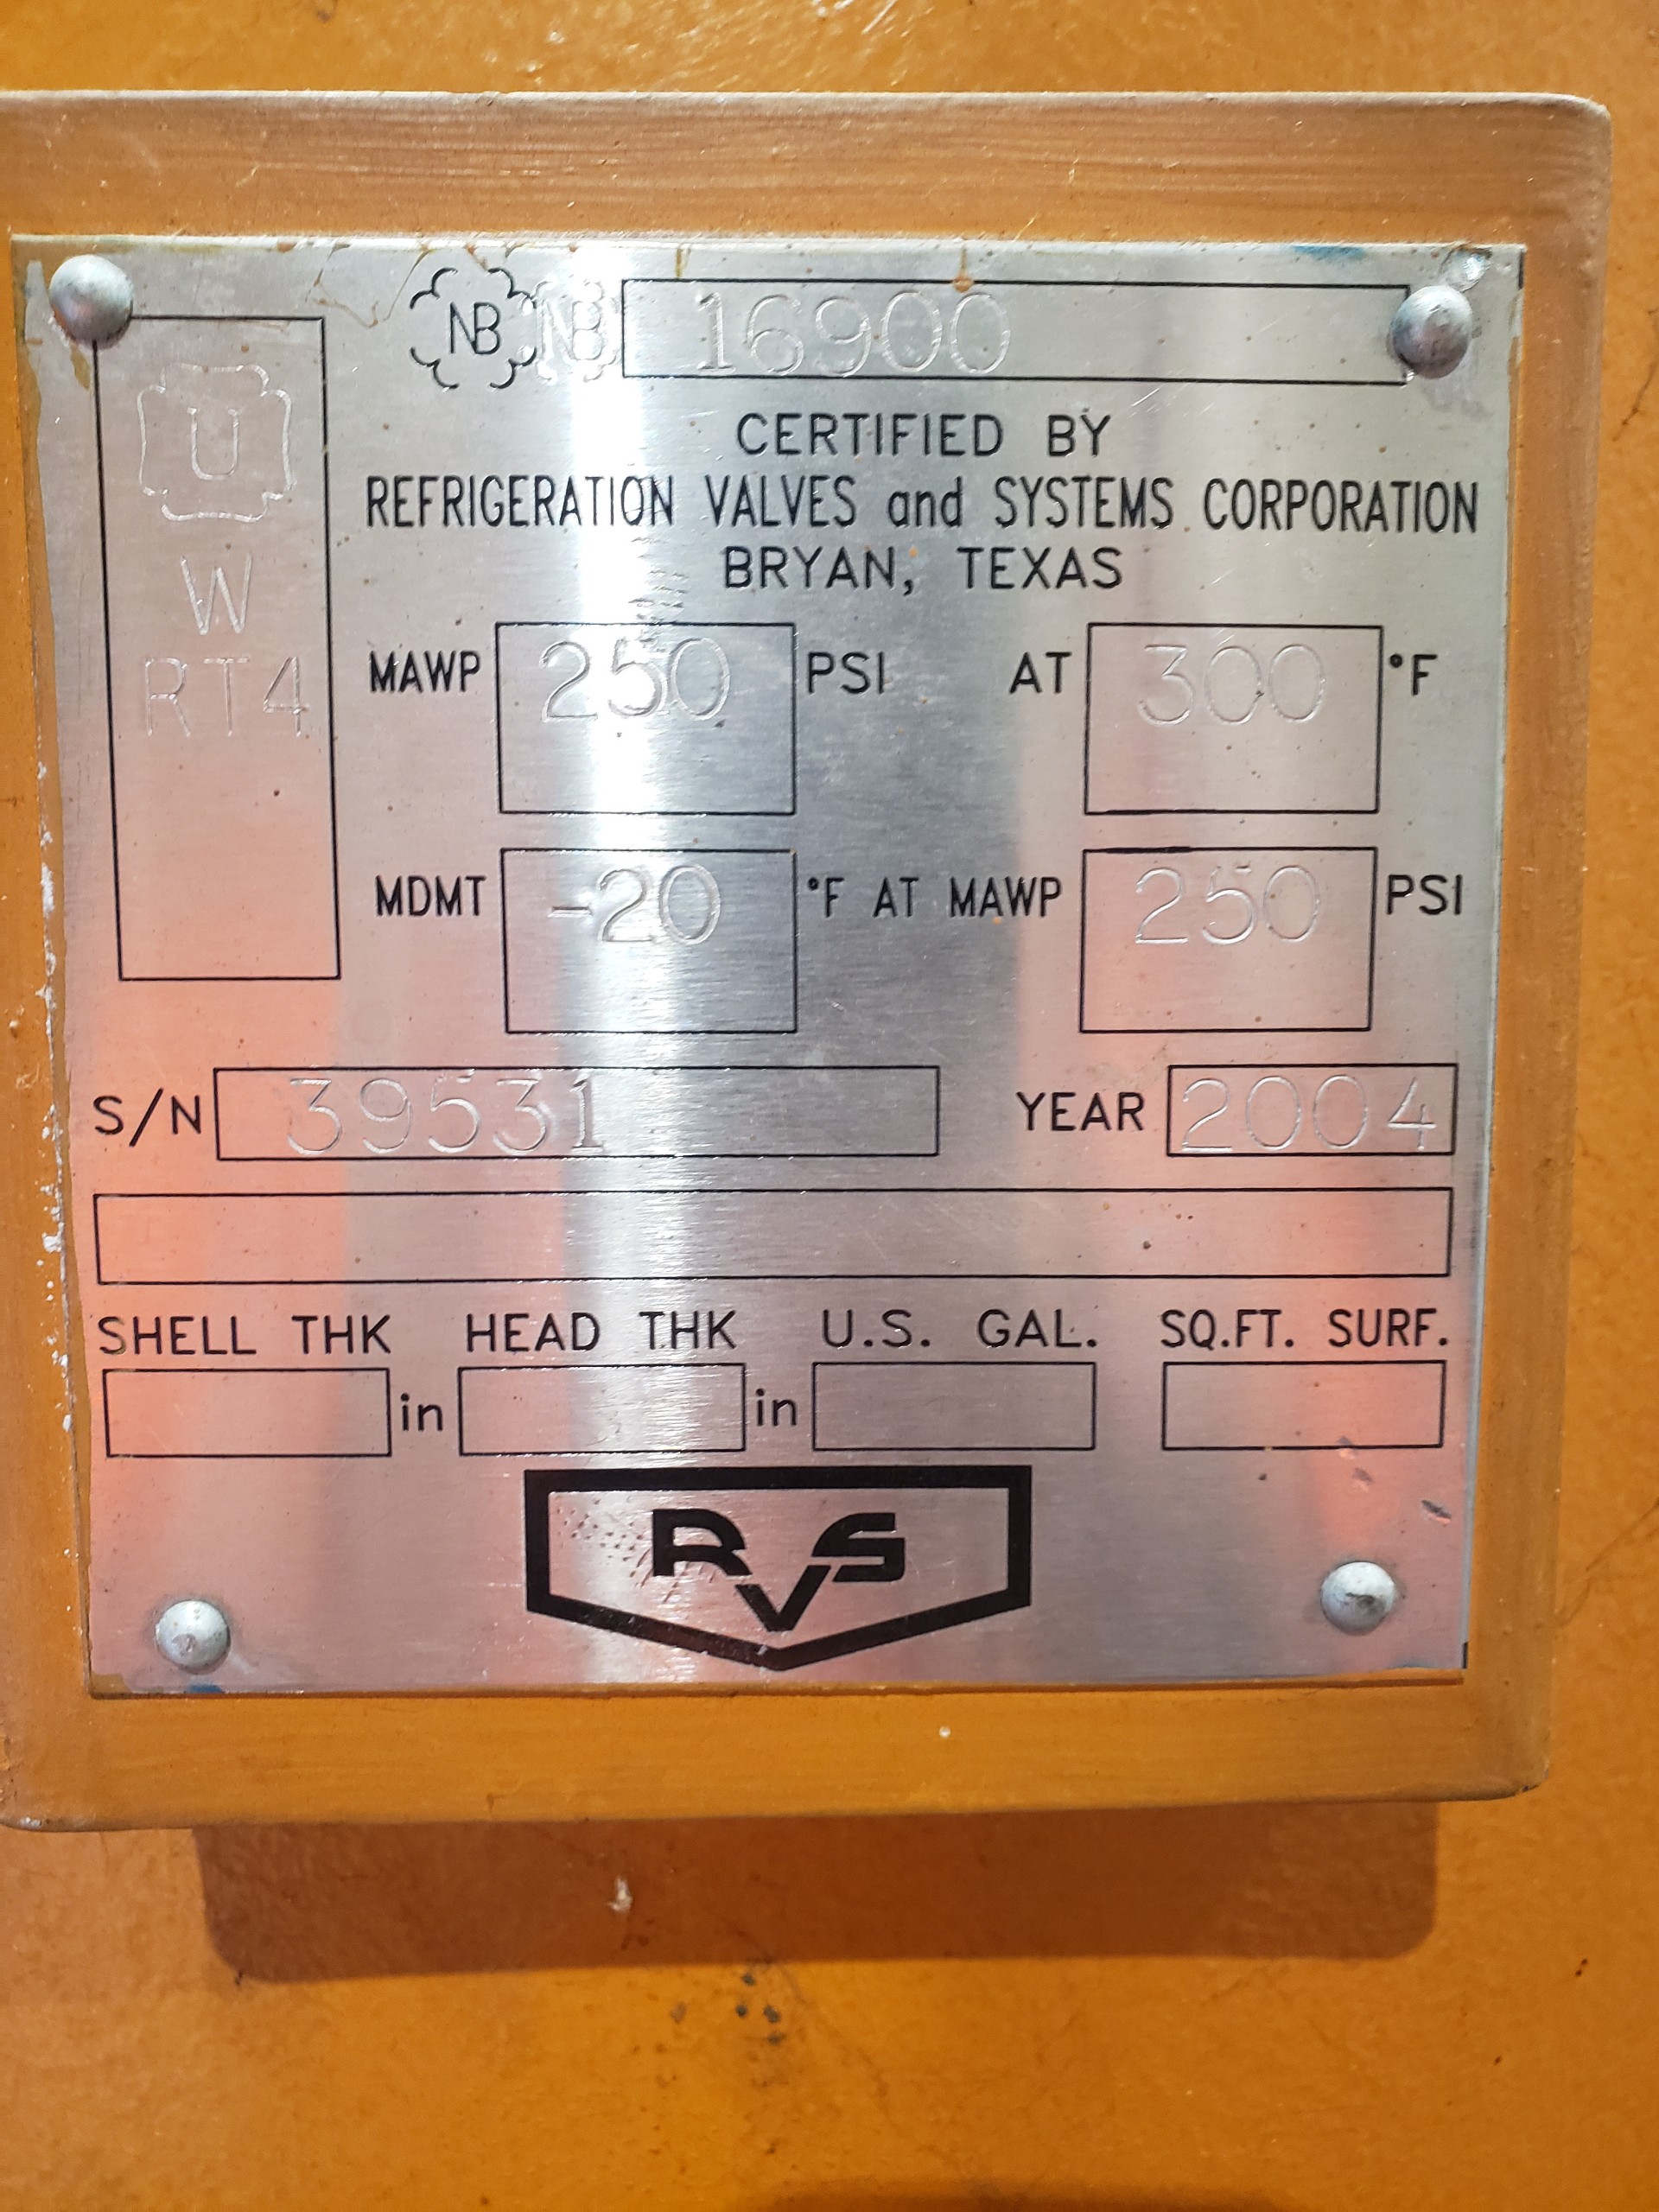 NB NB 16900
U
W
RT4
CERTIFIED BY
REFRIGERATION VALVES and SYSTEMS CORPORATION
BRYAN, TEXAS
MAWP 250 PSI AT 300 °F
MDMT -20 °F AT MAWP 250 PSI
S/N 39531 YEAR 2004
SHELL THK HEAD THK U.S. GAL. SQ.FT. SURF.
in in
RVS